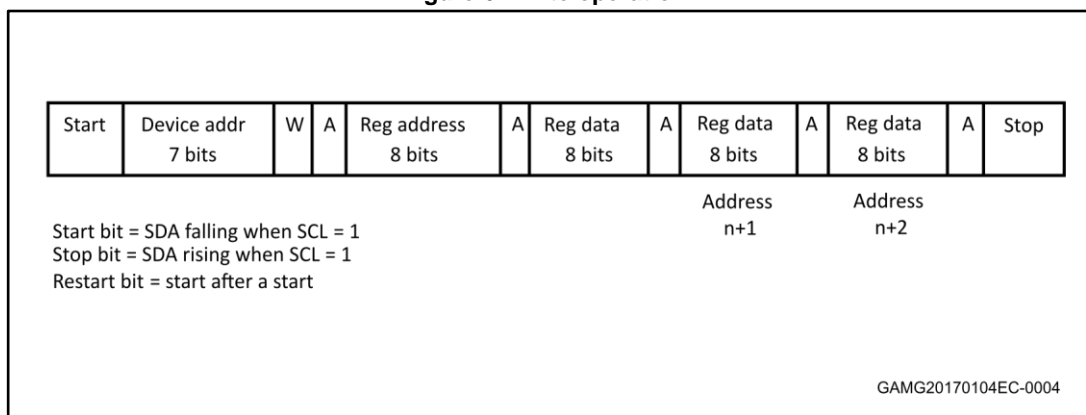 Start Device addr W A Reg address A Reg data A Reg data A Reg data A Stop
7 bits 8 bits 8 bits 8 bits 8 bits
Address Address
n+1 n+2
Start bit = SDA falling when SCL = 1
Stop bit = SDA rising when SCL = 1
Restart bit = start after a start
GAMG20170104EC-0004